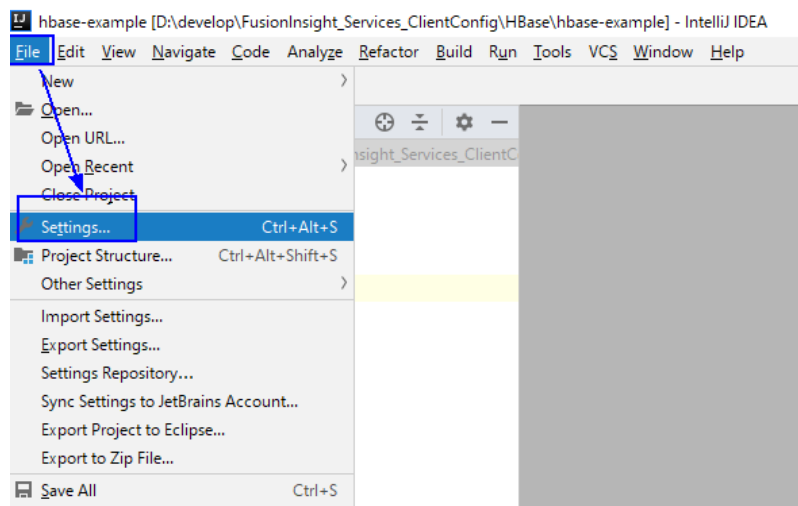 IJ hbase-example [D:\develop\FusionInsight_Services_ClientConfig\HBase\hbase-example] - IntelliJ IDEA
File Edit View Navigate Code Analyze Refactor Build Run Tools VCS Window Help
New
Open...
Open URL...
nsight_Services_ClientC
Open Recent
Close Project
Settings... Ctrl+Alt+S
Project Structure... Ctrl+Alt+Shift+S
Other Settings
Import Settings...
Export Settings...
Settings Repository...
Sync Settings to JetBrains Account...
Export Project to Eclipse...
Export to Zip File...
Save All Ctrl+S